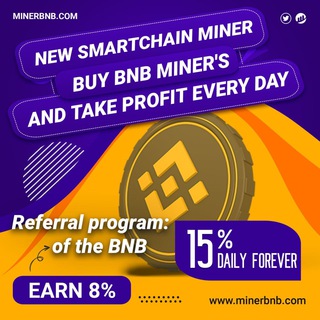 MINERBNB.COM
NEW SMARTCHAIN MINER
BUY BNB MINER'S
AND TAKE PROFIT EVERY DAY
Referral program:
of the BNB
15%
DAILY FOREVER
EARN 8%
www.minerbnb.com